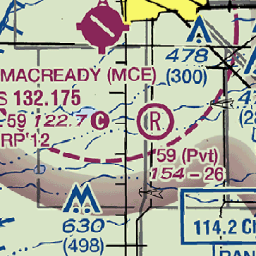 478
(300)
MACREADY (MCE)
S 132.175
59 122.7 C
R
RP 12
59 (Pvt)
154 - 26
630
(498)
114.2 C